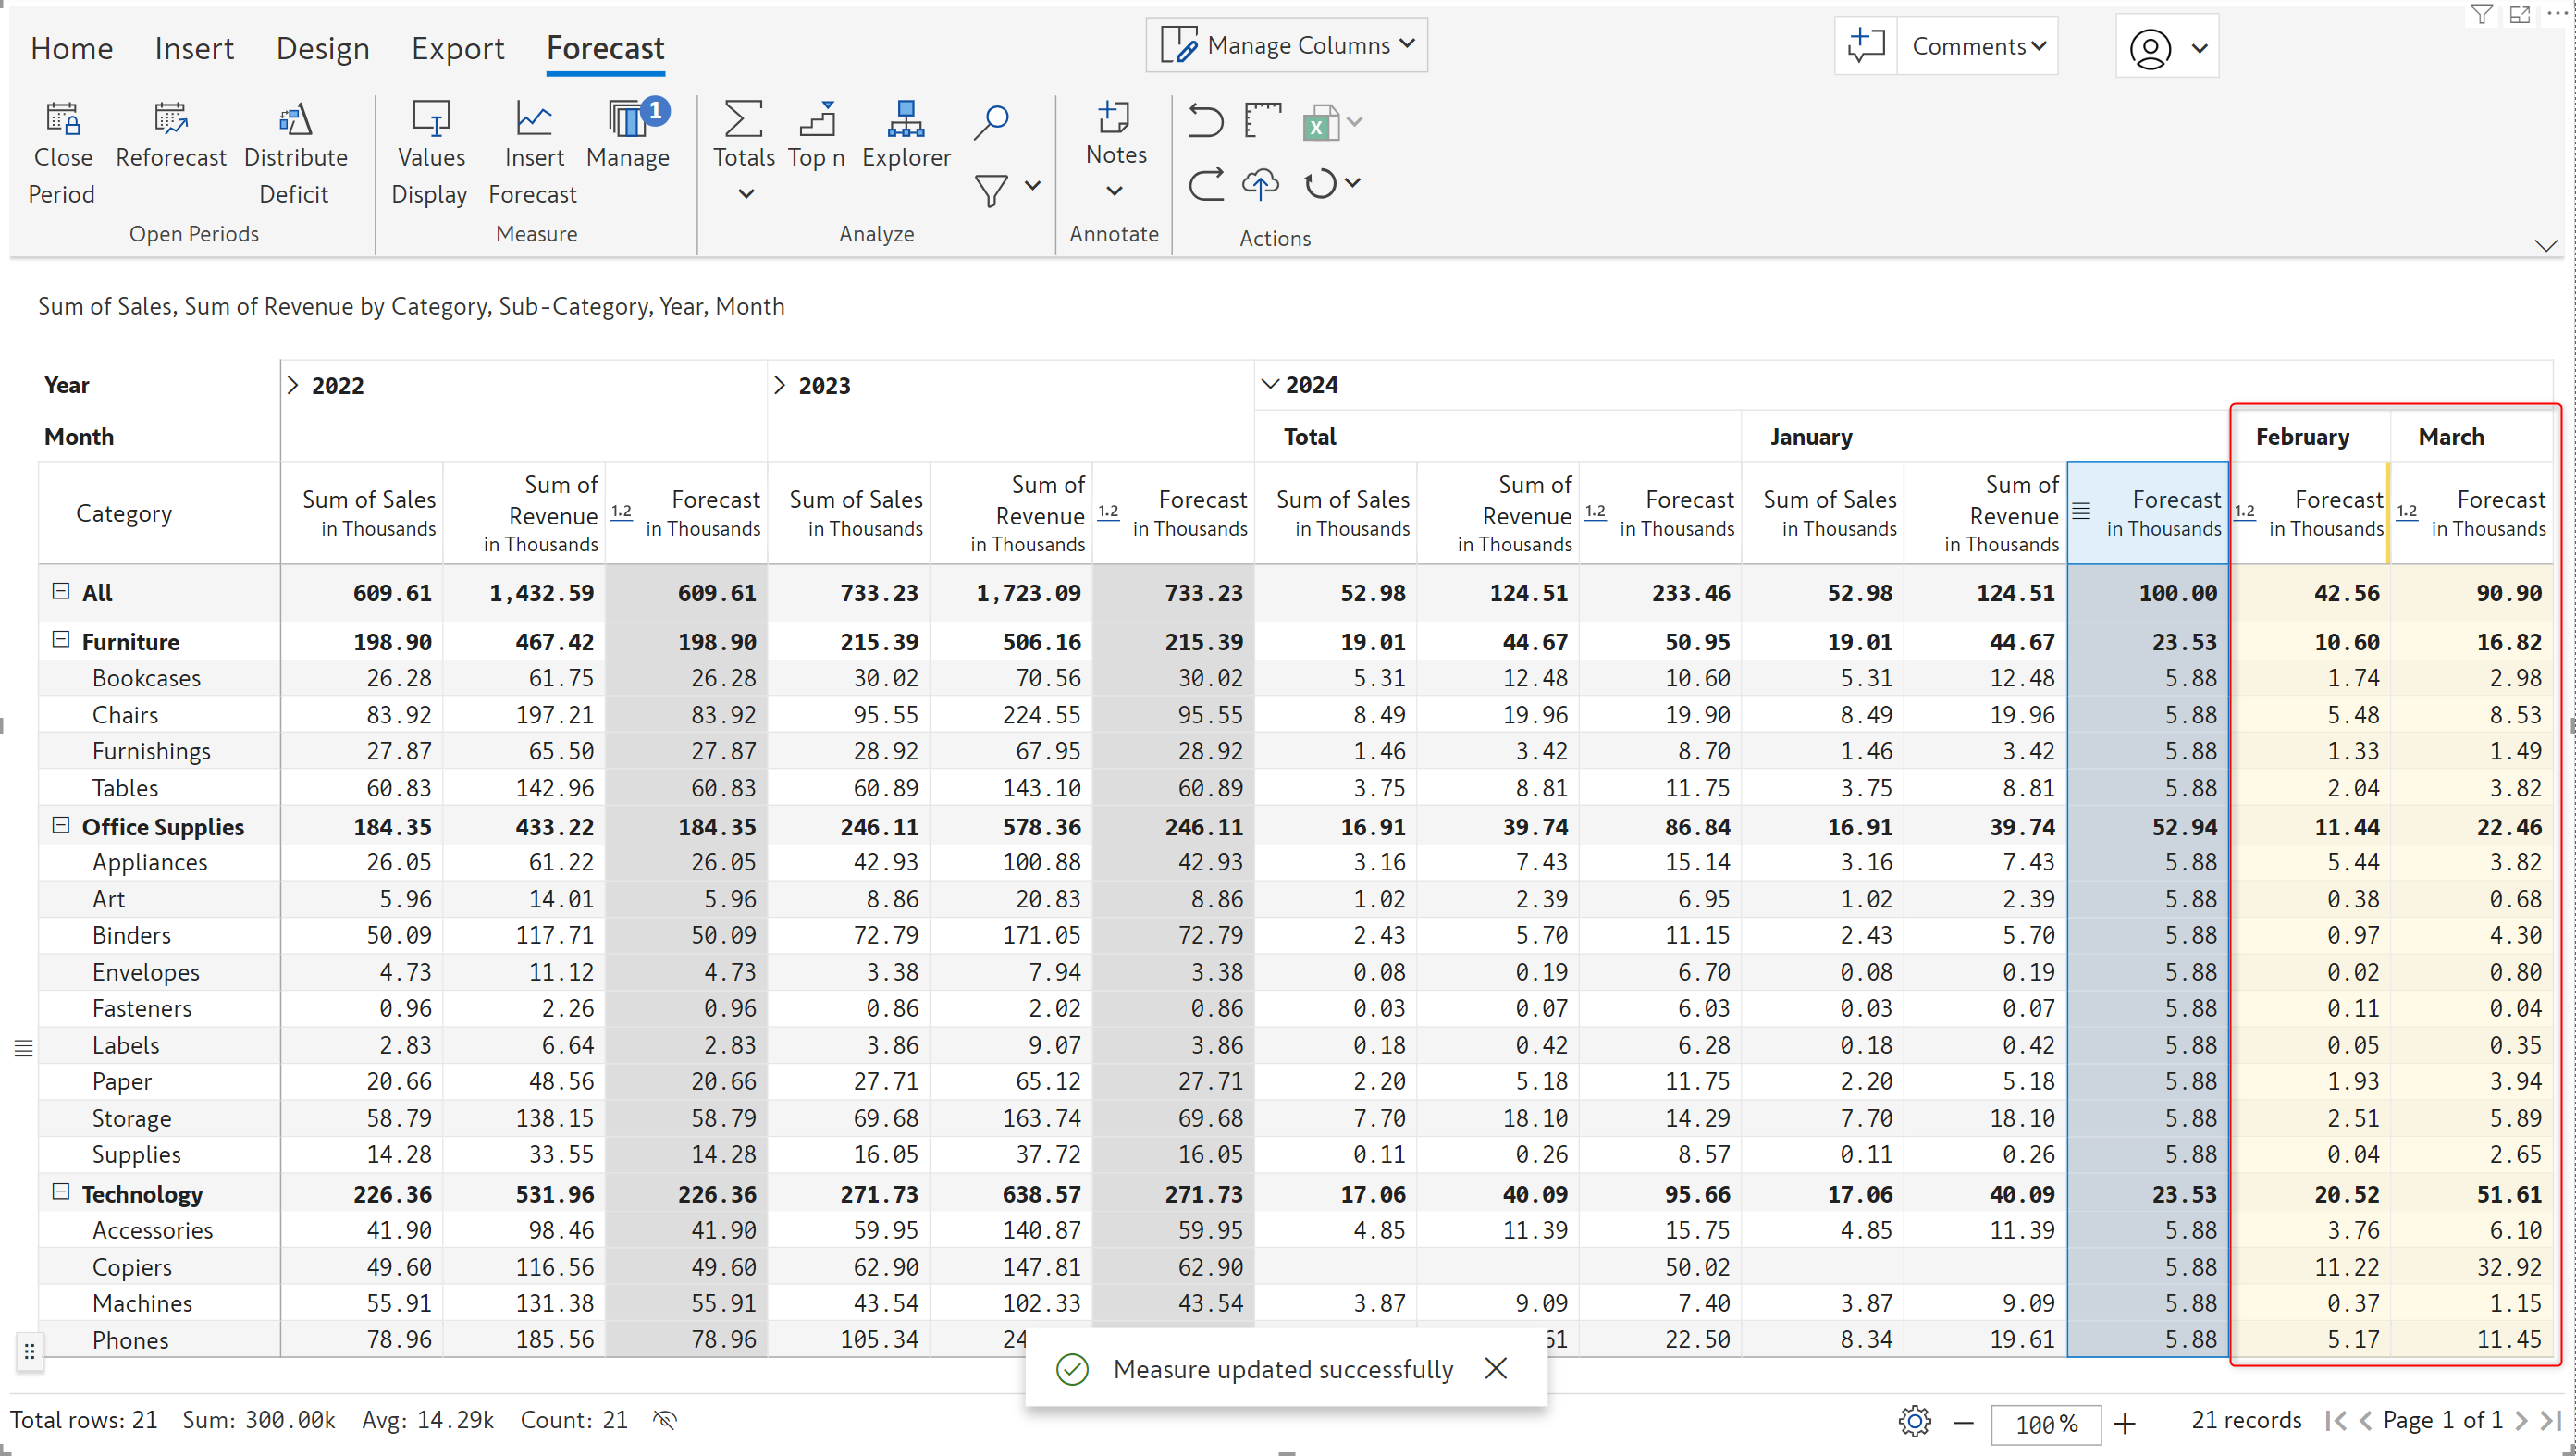 Home Insert Design Export Forecast Manage Columns Comments
Close Period Reforecast Distribute Deficit Values Display Insert Forecast Manage 1 Totals Top n Explorer Notes
Open Periods Measure Analyze Annotate Actions
Sum of Sales, Sum of Revenue by Category, Sub-Category, Year, Month
Year 2022 2023 2024
Month Total January February March
Category Sum of Sales in Thousands Sum of Revenue in Thousands 1.2 Forecast in Thousands Sum of Sales in Thousands Sum of Revenue in Thousands 1.2 Forecast in Thousands Sum of Sales in Thousands Sum of Revenue in Thousands 1.2 Forecast in Thousands Sum of Sales in Thousands Sum of Revenue in Thousands Forecast in Thousands 1.2 Forecast in Thousands 1.2 Forecast in Thousands
All 609.61 1,432.59 609.61 733.23 1,723.09 733.23 52.98 124.51 233.46 52.98 124.51 100.00 42.56 90.90
Furniture 198.90 467.42 198.90 215.39 506.16 215.39 19.01 44.67 50.95 19.01 44.67 23.53 10.60 16.82
Bookcases 26.28 61.75 26.28 30.02 70.56 30.02 5.31 12.48 10.60 5.31 12.48 5.88 1.74 2.98
Chairs 83.92 197.21 83.92 95.55 224.55 95.55 8.49 19.96 19.90 8.49 19.96 5.88 5.48 8.53
Furnishings 27.87 65.50 27.87 28.92 67.95 28.92 1.46 3.42 8.70 1.46 3.42 5.88 1.33 1.49
Tables 60.83 142.96 60.83 60.89 143.10 60.89 3.75 8.81 11.75 3.75 8.81 5.88 2.04 3.82
Office Supplies 184.35 433.22 184.35 246.11 578.36 246.11 16.91 39.74 86.84 16.91 39.74 52.94 11.44 22.46
Appliances 26.05 61.22 26.05 42.93 100.88 42.93 3.16 7.43 15.14 3.16 7.43 5.88 5.44 3.82
Art 5.96 14.01 5.96 8.86 20.83 8.86 1.02 2.39 6.95 1.02 2.39 5.88 0.38 0.68
Binders 50.09 117.71 50.09 72.79 171.05 72.79 2.43 5.70 11.15 2.43 5.70 5.88 0.97 4.30
Envelopes 4.73 11.12 4.73 3.38 7.94 3.38 0.08 0.19 6.70 0.08 0.19 5.88 0.02 0.80
Fasteners 0.96 2.26 0.96 0.86 2.02 0.86 0.03 0.07 6.03 0.03 0.07 5.88 0.11 0.04
Labels 2.83 6.64 2.83 3.86 9.07 3.86 0.18 0.42 6.28 0.18 0.42 5.88 0.05 0.35
Paper 20.66 48.56 20.66 27.71 65.12 27.71 2.20 5.18 11.75 2.20 5.18 5.88 1.93 3.94
Storage 58.79 138.15 58.79 69.68 163.74 69.68 7.70 18.10 14.29 7.70 18.10 5.88 2.51 5.89
Supplies 14.28 33.55 14.28 16.05 37.72 16.05 0.11 0.26 8.57 0.11 0.26 5.88 0.04 2.65
Technology 226.36 531.96 226.36 271.73 638.57 271.73 17.06 40.09 95.66 17.06 40.09 23.53 20.52 51.61
Accessories 41.90 98.46 41.90 59.95 140.87 59.95 4.85 11.39 15.75 4.85 11.39 5.88 3.76 6.10
Copiers 49.60 116.56 49.60 62.90 147.81 62.90 50.02 5.88 11.22 32.92
Machines 55.91 131.38 55.91 43.54 102.33 43.54 3.87 9.09 7.40 3.87 9.09 5.88 0.37 1.15
Phones 78.96 185.56 78.96 105.34 24 61 22.50 8.34 19.61 5.88 5.17 11.45
Measure updated successfully
Total rows: 21 Sum: 300.00k Avg: 14.29k Count: 21 100% 21 records Page 1 of 1